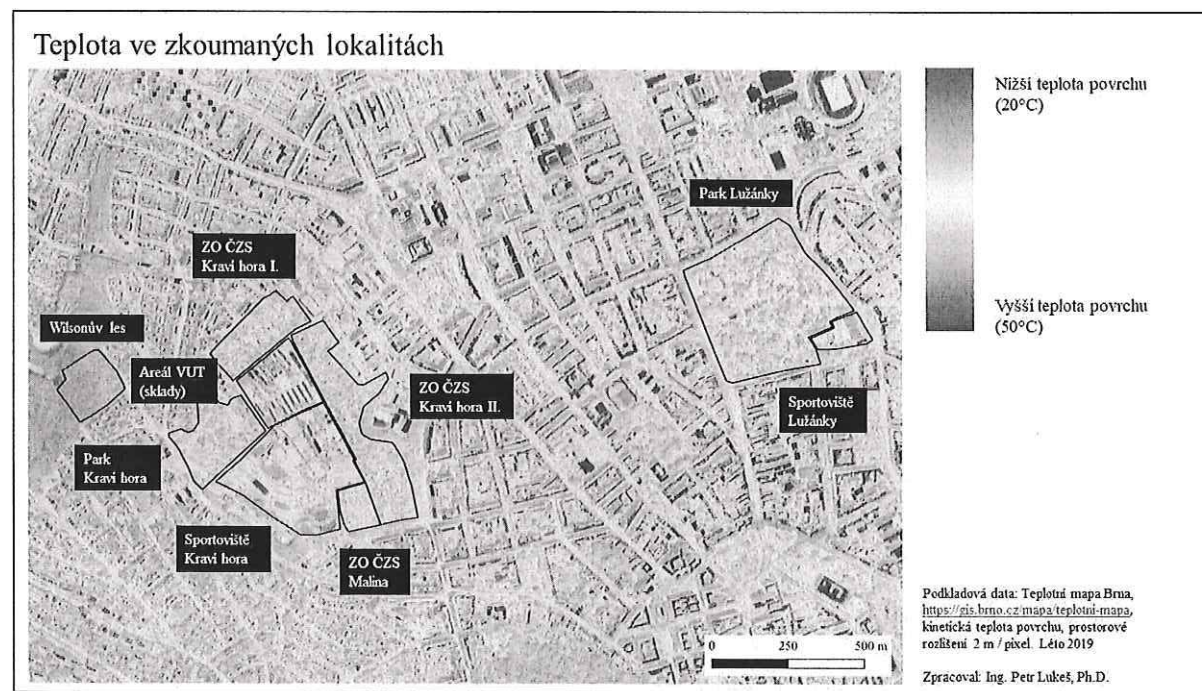 Teplota ve zkoumaných lokalitách
Nižší teplota povrchu
(20°C)
Park Lužánky
ZO ČZS
Kraví hora I.
Vyšší teplota povrchu
(50°C)
Wilsonův les
Areál VUT
(sklady)
ZO ČZS
Kraví hora II.
Sportoviště
Lužánky
Park
Kraví hora
Sportoviště
Kraví hora
ZO ČZS
Malina
Podkladová data: Teplotní mapa Brna,
https://gis.brno.cz/mapa/teplotni-mapa,
kinetická teplota povrchu, prostorové
rozlišení 2 m / pixel. Léto 2019
0 250 500 m
Zpracoval: Ing. Petr Lukeš, Ph.D.